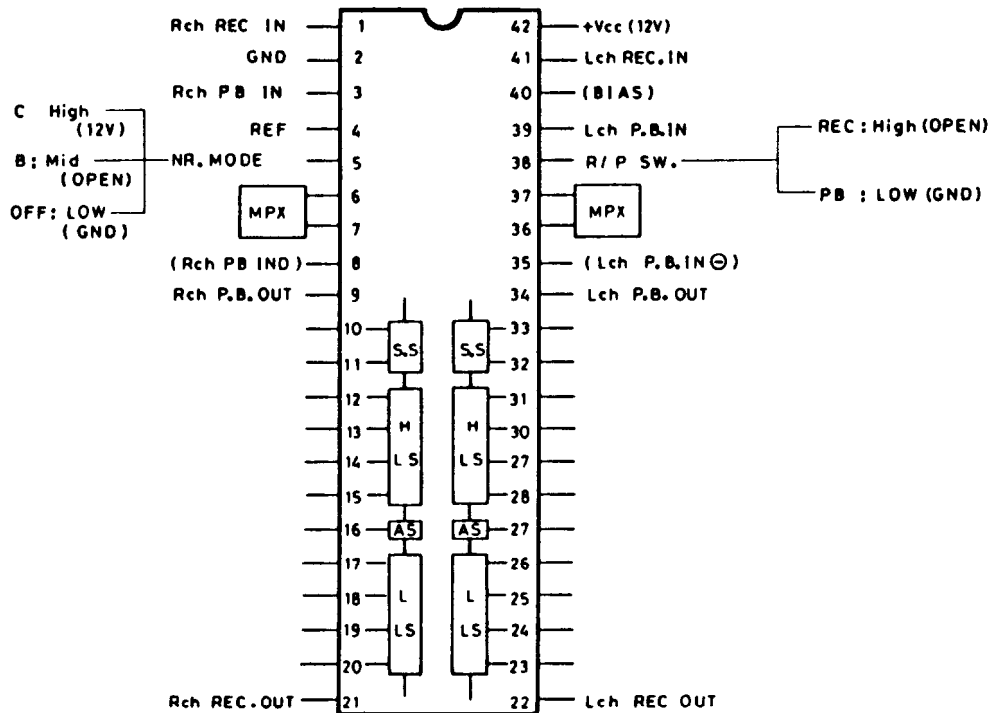 Rch REC IN 1 42 +Vcc (12V)
GND 2 41 Lch REC.IN
Rch PB IN 3 40 (BIAS)
C High
(12V)
REF 4 39 Lch P.B.IN
REC : High (OPEN)
B: Mid
(OPEN)
NR. MODE 5 38 R/P SW.
PB : LOW (GND)
OFF: LOW
(GND)
6 37
MPX MPX
7 36
(Rch PB IND) 8 35 (Lch P.B.IN⊖)
Rch P.B.OUT 9 34 Lch P.B.OUT
10 33
S.S S.S
11 32
12 31
13 H H 30
14 LS LS 27
15 28
16 AS AS 27
17 26
18 L L 25
19 LS LS 24
20 23
Rch REC.OUT 21 22 Lch REC OUT